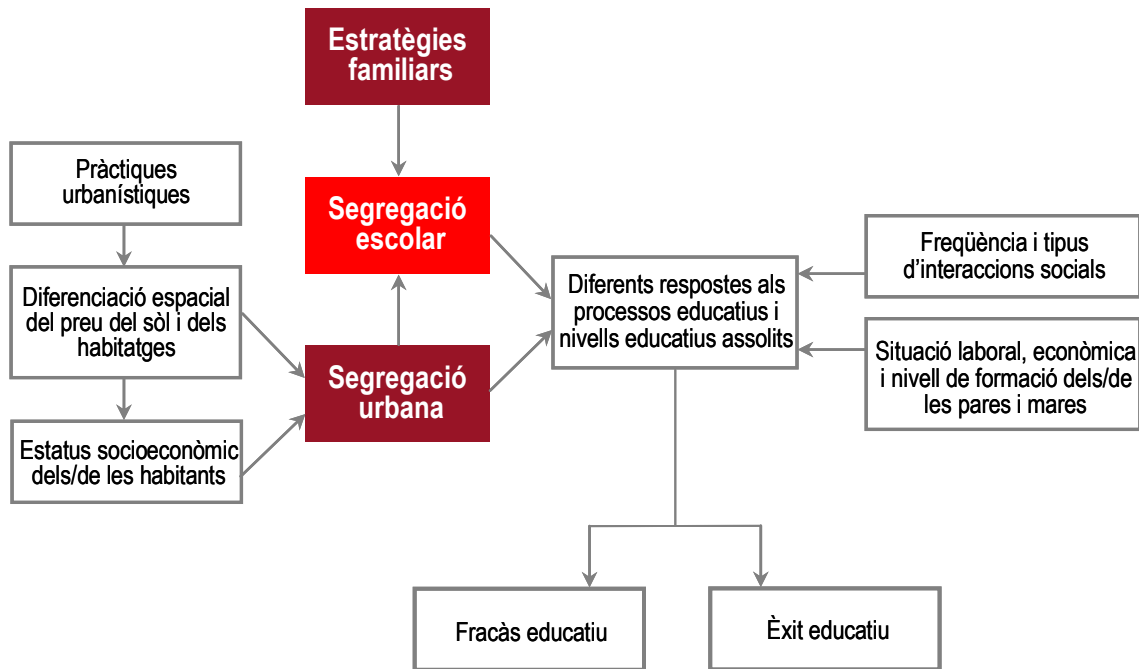 Estratègies
familiars
Pràctiques
urbanístiques
Segregació
escolar
Freqüència i tipus
d’interaccions socials
Diferenciació espacial
del preu del sòl i dels
habitatges
Diferents respostes als
processos educatius i
nivells educatius assolits
Segregació
urbana
Situació laboral, econòmica
i nivell de formació dels/de
les pares i mares
Estatus socioeconòmic
dels/de les habitants
Fracàs educatiu
Èxit educatiu